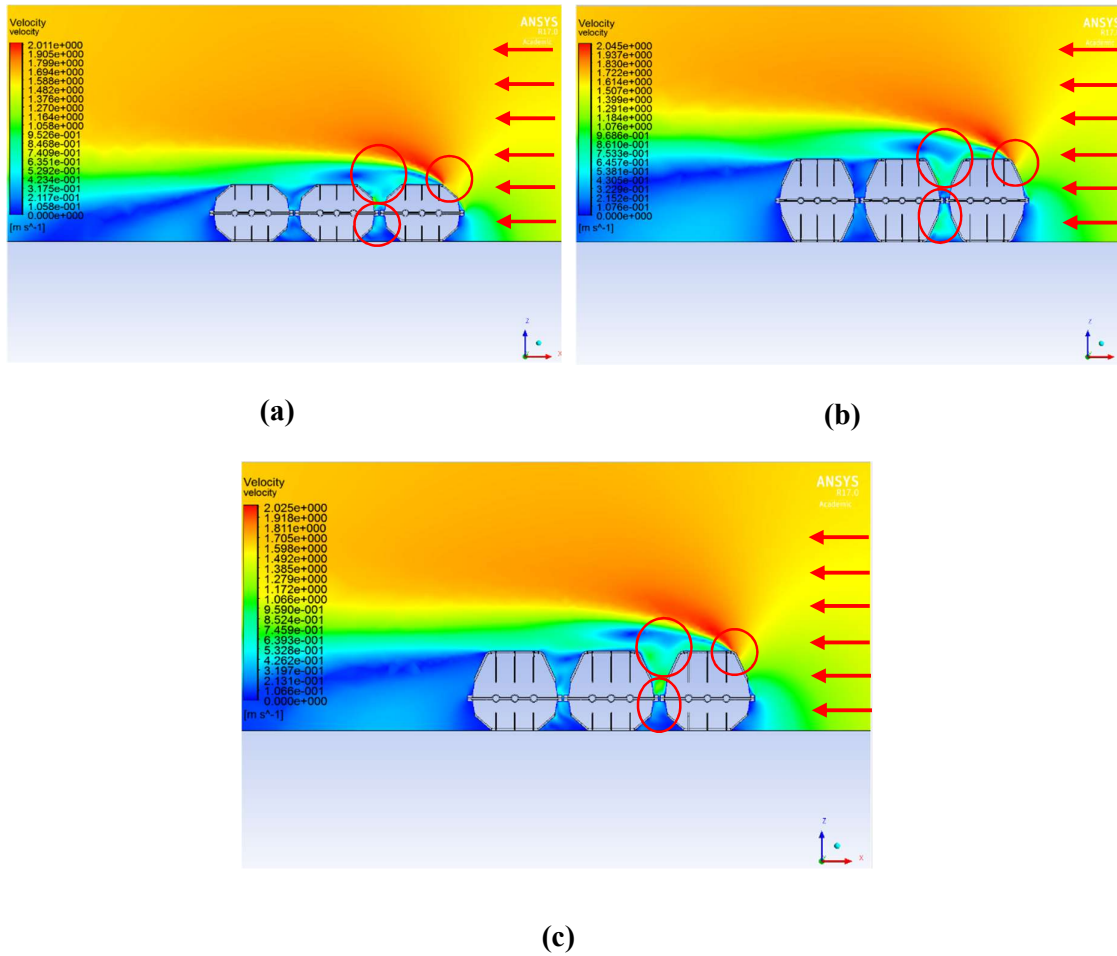 Velocity
velocity
2.011e+000
1.905e+000
1.799e+000
1.694e+000
1.588e+000
1.482e+000
1.376e+000
1.270e+000
1.164e+000
1.058e+000
9.526e-001
8.468e-001
7.409e-001
6.351e-001
5.292e-001
4.234e-001
3.175e-001
2.117e-001
1.058e-001
0.000e+000
[m s^-1]
ANSYS
R17.0
Academic
Z
X
(a)
Velocity
velocity
2.045e+000
1.937e+000
1.830e+000
1.722e+000
1.614e+000
1.507e+000
1.399e+000
1.291e+000
1.184e+000
1.076e+000
9.686e-001
8.610e-001
7.533e-001
6.457e-001
5.381e-001
4.305e-001
3.229e-001
2.152e-001
1.076e-001
0.000e+000
[m s^-1]
ANSYS
R17.0
Academic
X
(b)
Velocity
velocity
2.025e+000
1.918e+000
1.811e+000
1.705e+000
1.598e+000
1.492e+000
1.385e+000
1.279e+000
1.172e+000
1.066e+000
9.590e-001
8.524e-001
7.459e-001
6.393e-001
5.328e-001
4.262e-001
3.197e-001
2.131e-001
1.066e-001
0.000e+000
[m s^-1]
ANSYS
R17.0
Academic
Z
X
(c)